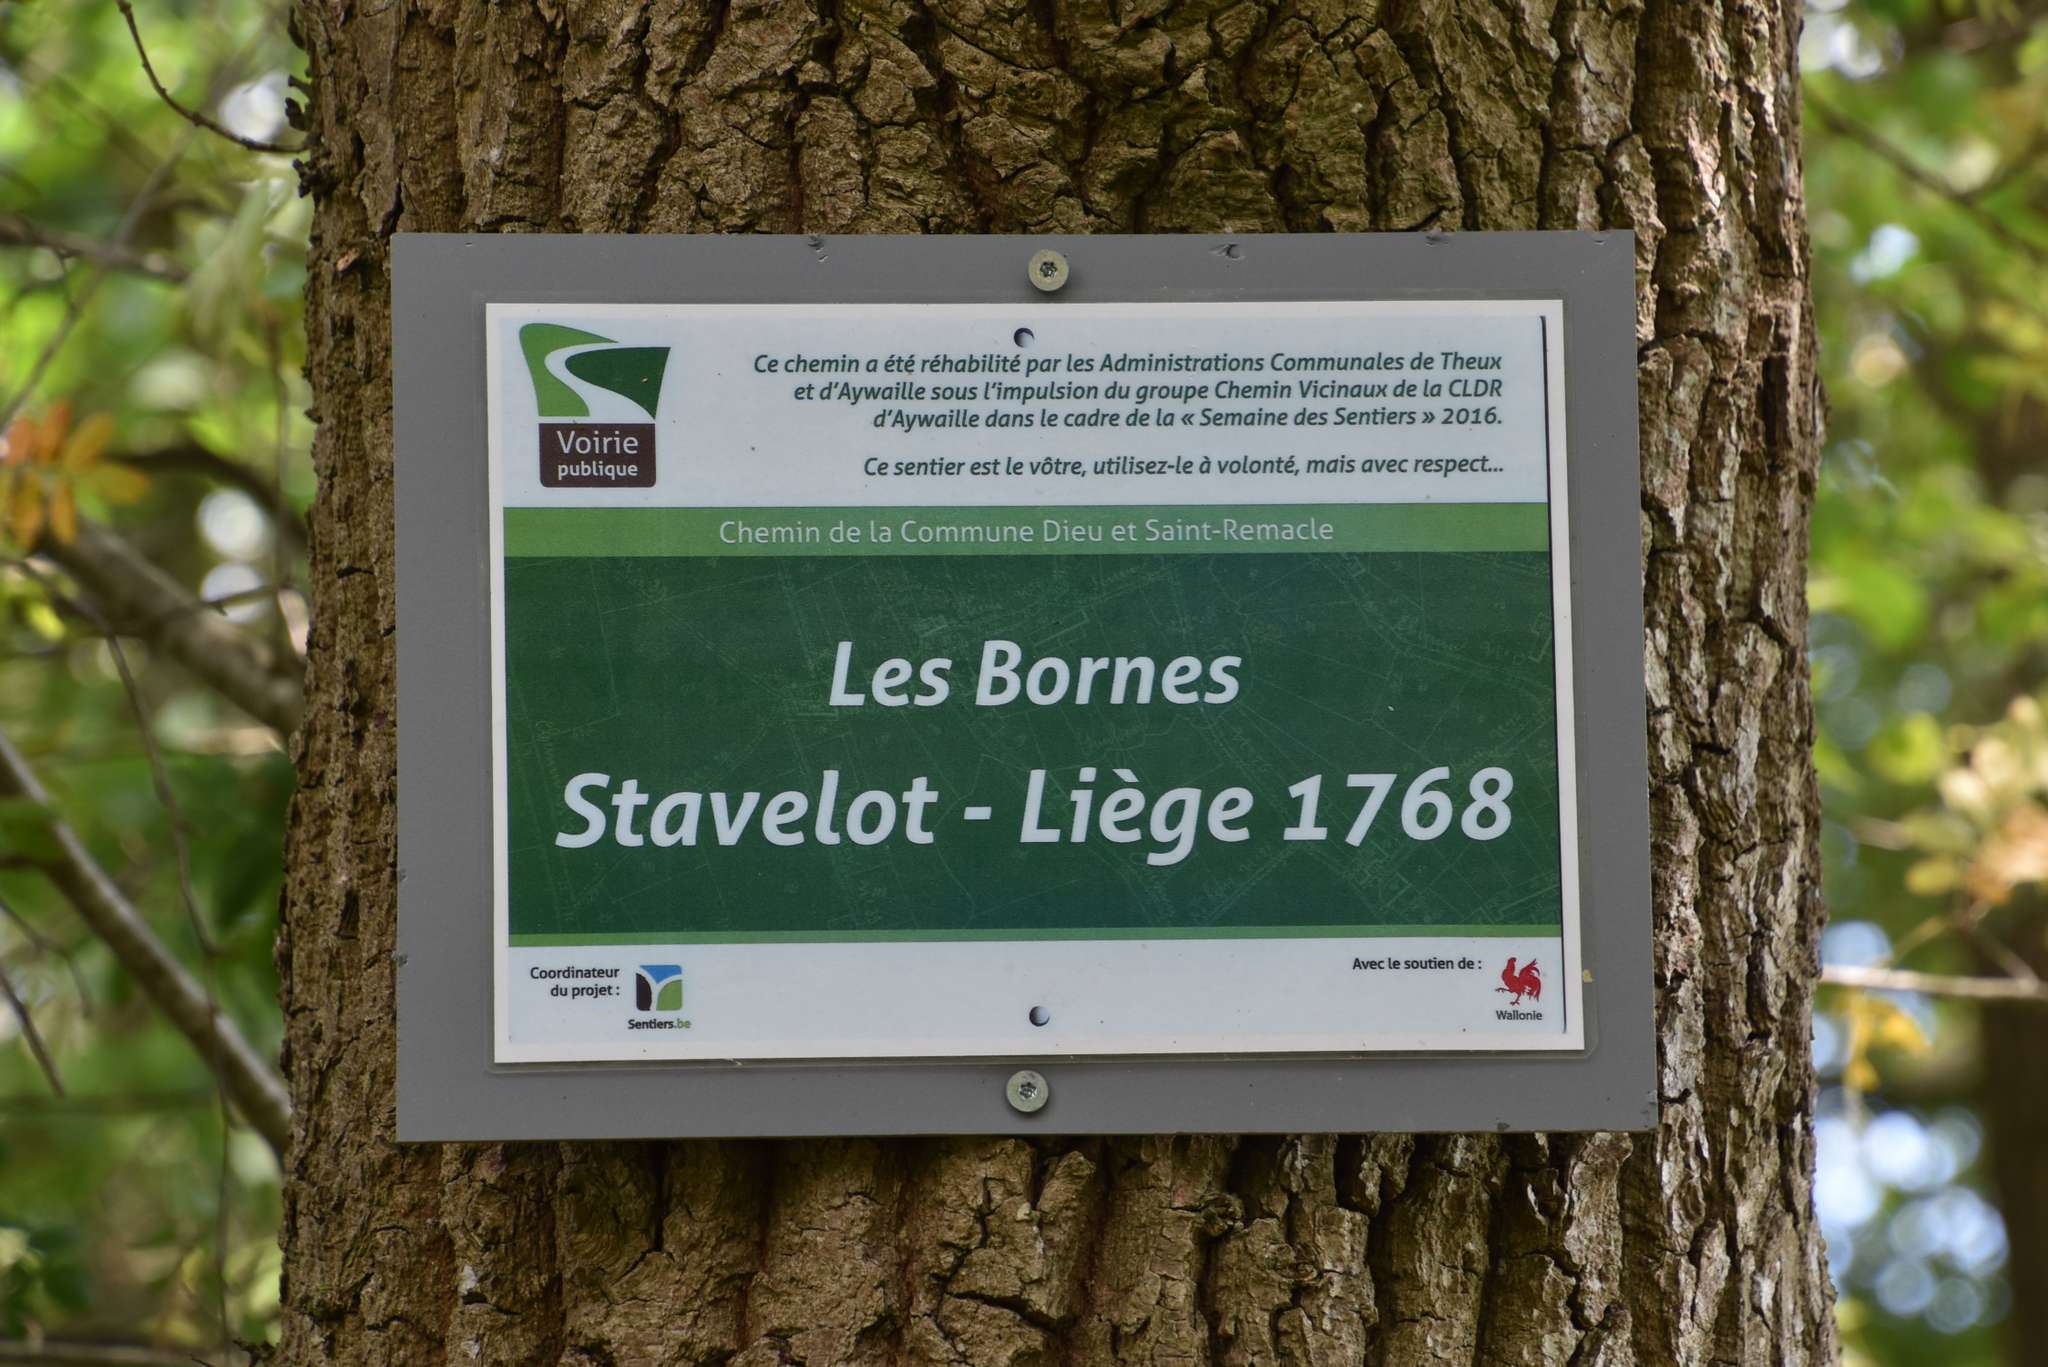 Voirie
publique
Ce chemin a été réhabilité par les Administrations Communales de Theux
et d'Aywaille sous l'impulsion du groupe Chemin Vicinaux de la CLDR
d'Aywaille dans le cadre de la « Semaine des Sentiers » 2016.
Ce sentier est le vôtre, utilisez-le à volonté, mais avec respect...
Chemin de la Commune Dieu et Saint-Remacle
Les Bornes
Stavelot - Liège 1768
Coordinateur
du projet :
Sentiers.be
Avec le soutien de :
Wallonie